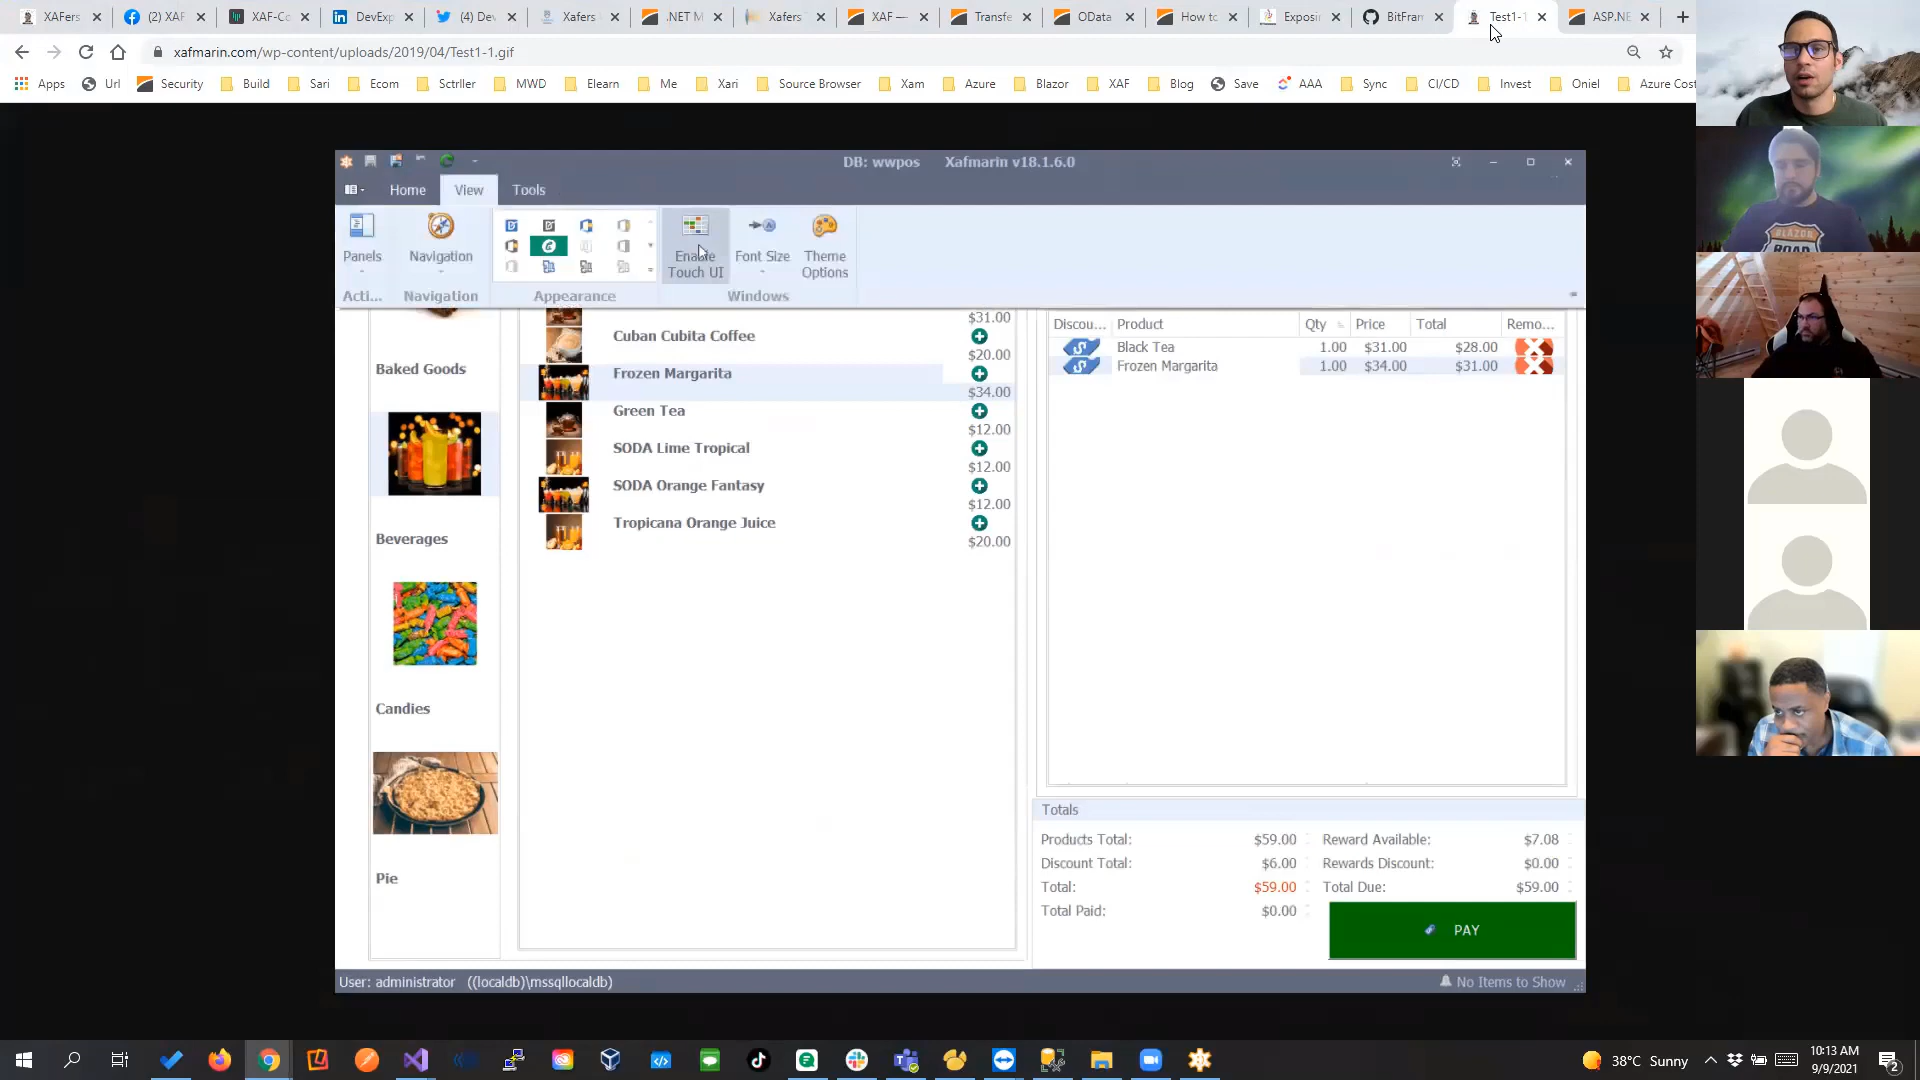 XAFers
(2) XAF
XAF-Co
DevExp
(4) Dev
Xafers
.NET M
Xafers
XAF —
Transfe
OData
How to
Exposi
BitFran
Test1-1
ASP.NE
xafmarin.com/wp-content/uploads/2019/04/Test1-1.gif
Apps Url Security Build Sari Ecom Sctrller MWD Elearn Me Xari Source Browser Xam Azure Blazor XAF Blog Save AAA Sync CI/CD Invest Oniel Azure Cost
DB: wwpos Xafmarin v18.1.6.0
Home View Tools
Panels
Navigation
Enable Touch UI
Font Size
Theme Options
Acti... Navigation Appearance Windows
Baked Goods
Beverages
Candies
Pie
$31.00
Cuban Cubita Coffee
$20.00
Frozen Margarita
$34.00
Green Tea
$12.00
SODA Lime Tropical
$12.00
SODA Orange Fantasy
$12.00
Tropicana Orange Juice
$20.00
Discou... Product Qty Price Total Remo...
Black Tea 1.00 $31.00 $28.00
Frozen Margarita 1.00 $34.00 $31.00
Totals
Products Total: $59.00 Reward Available: $7.08
Discount Total: $6.00 Rewards Discount: $0.00
Total: $59.00 Total Due: $59.00
Total Paid: $0.00
PAY
User: administrator ((localdb)\mssqllocaldb)
No Items to Show
BLAZOR
ROAD
38°C Sunny
10:13 AM
9/9/2021
2